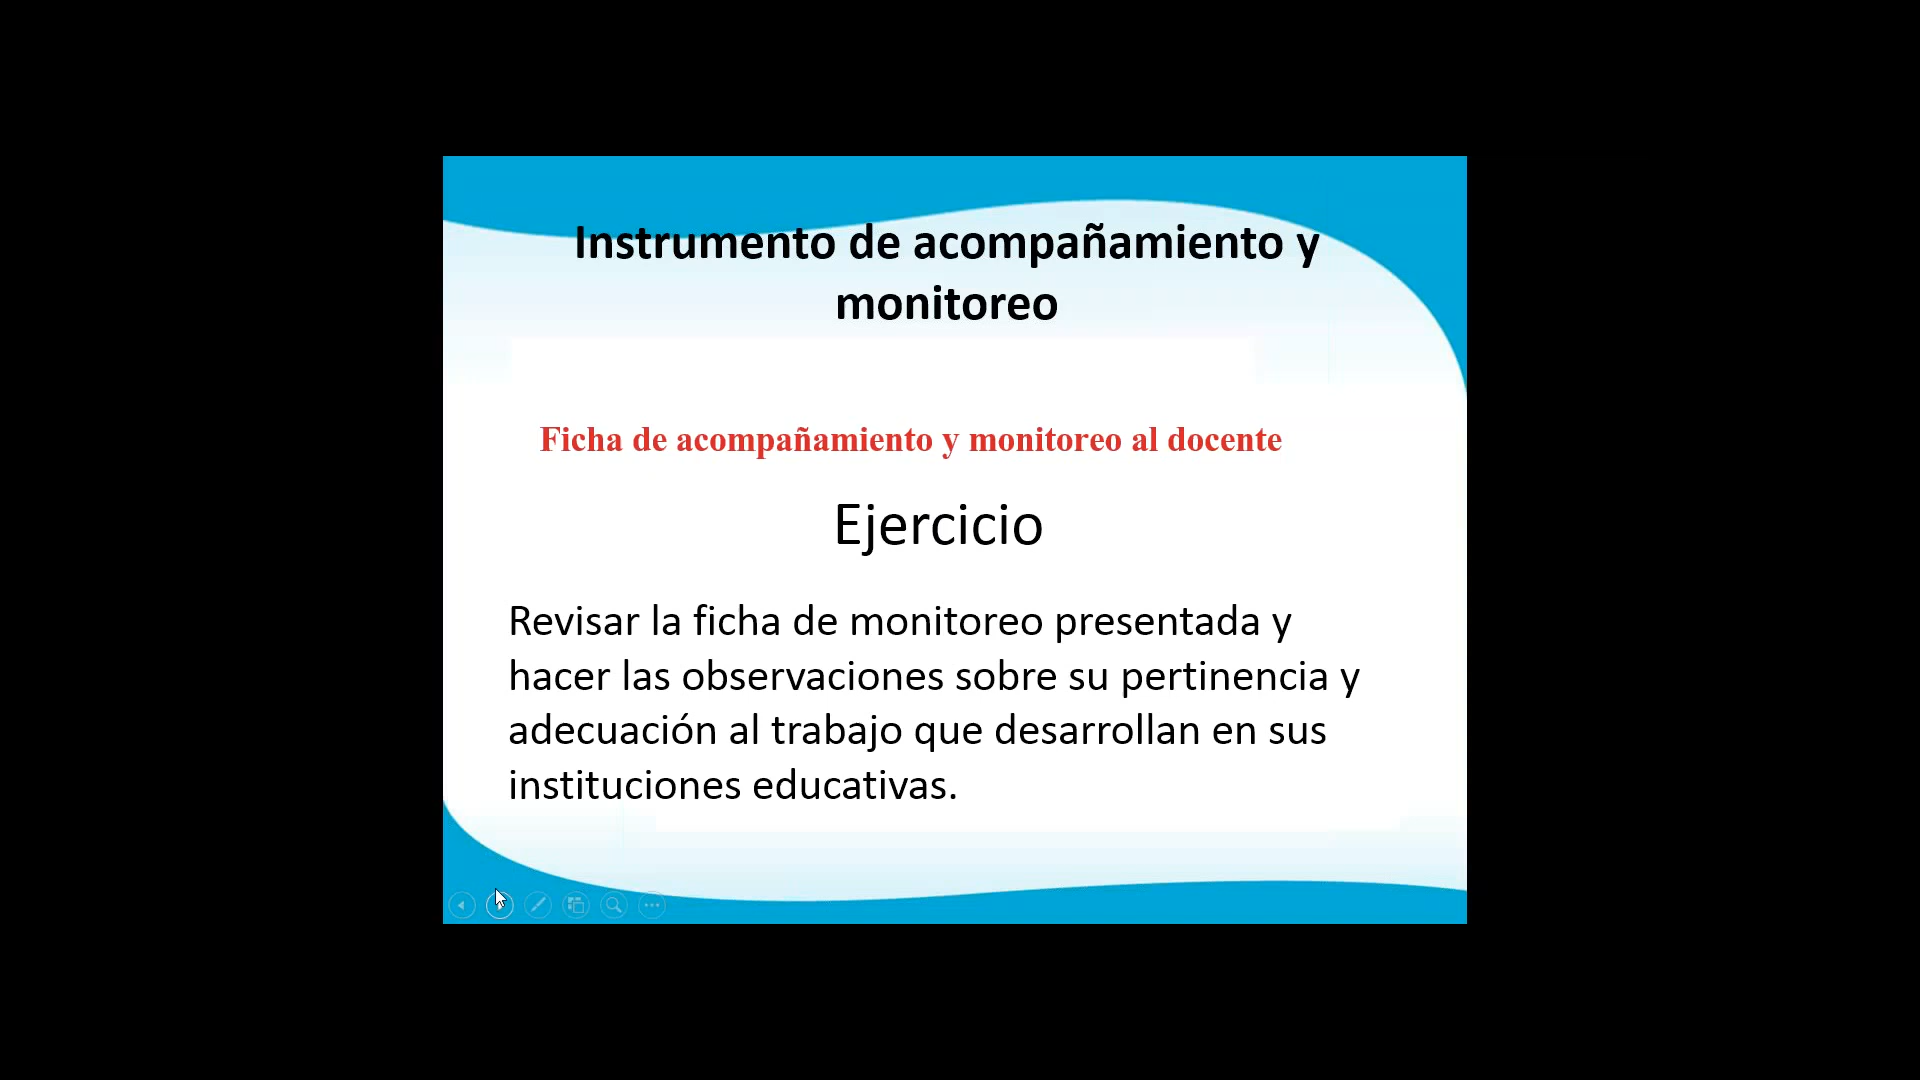 Instrumento de acompañamiento y
monitoreo
Ficha de acompañamiento y monitoreo al docente
Ejercicio
Revisar la ficha de monitoreo presentada y
hacer las observaciones sobre su pertinencia y
adecuación al trabajo que desarrollan en sus
instituciones educativas.